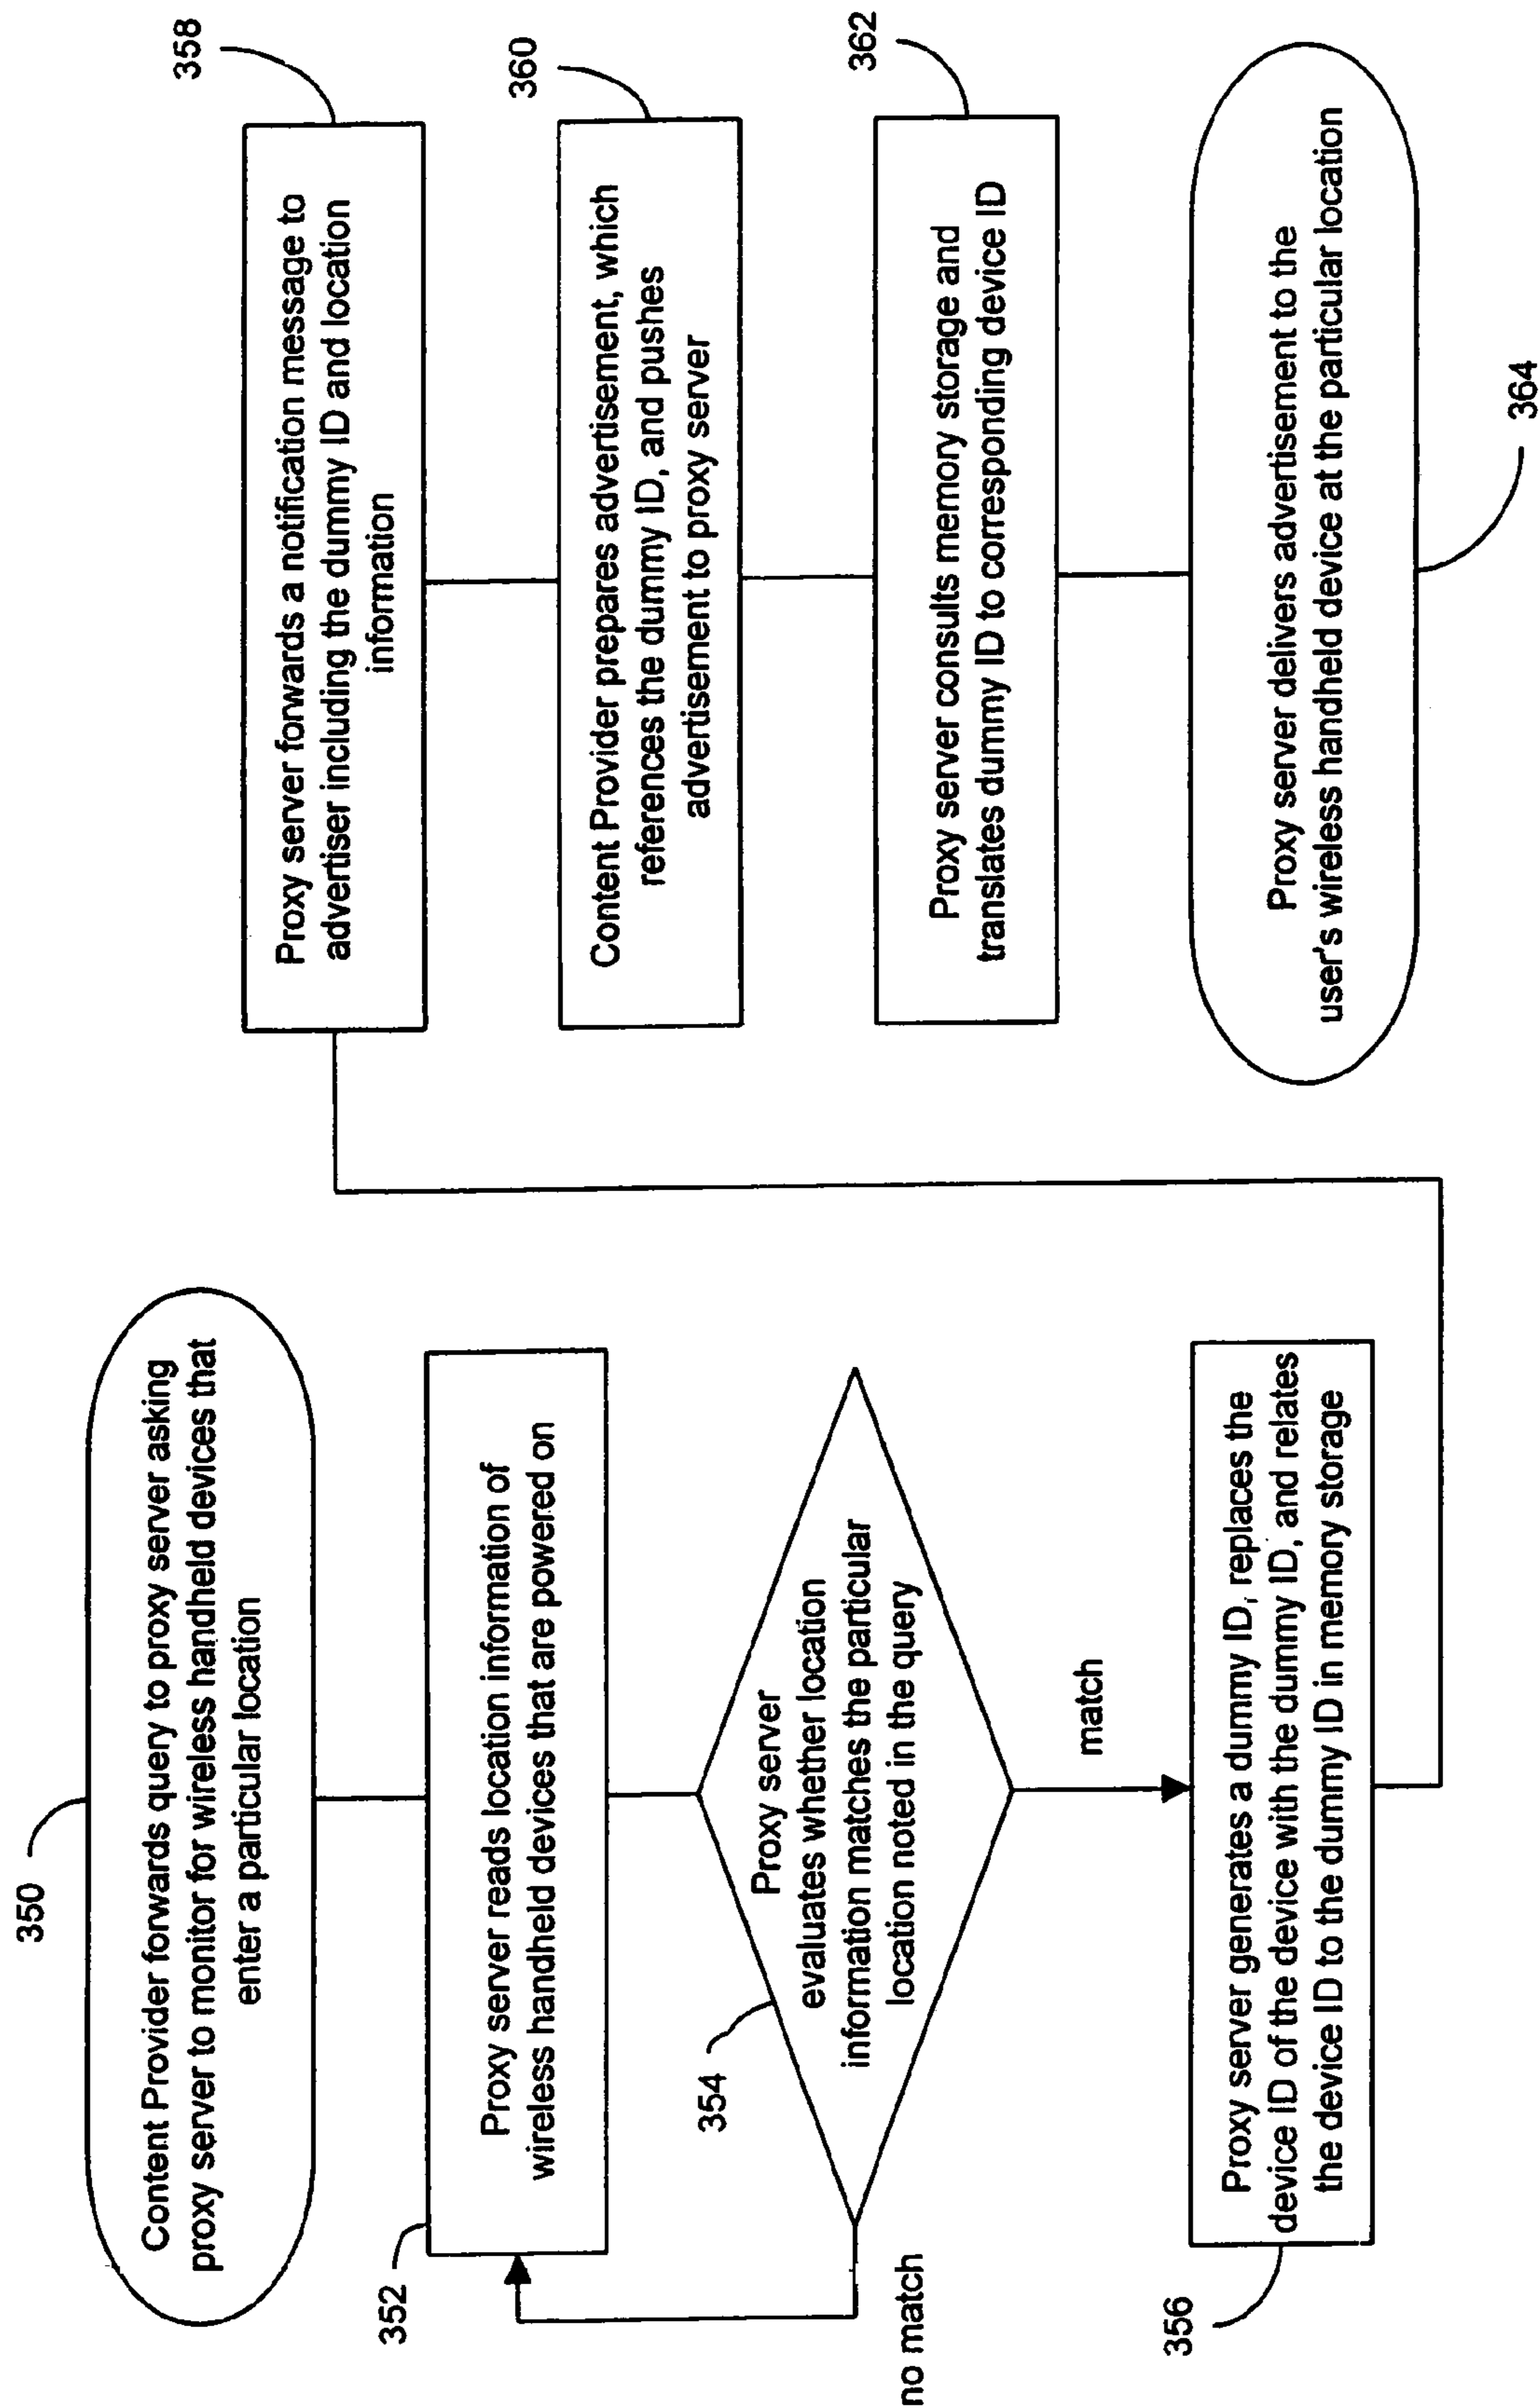 350
Content Provider forwards query to proxy server asking
proxy server to monitor for wireless handheld devices that
enter a particular location
352
Proxy server reads location information of
wireless handheld devices that are powered on
354
Proxy server
evaluates whether location
information matches the particular
location noted in the query
no match
match
356
Proxy server generates a dummy ID, replaces the
device ID of the device with the dummy ID, and relates
the device ID to the dummy ID in memory storage
358
Proxy server forwards a notification message to
advertiser including the dummy ID and location
information
360
Content Provider prepares advertisement, which
references the dummy ID, and pushes
advertisement to proxy server
362
Proxy server consults memory storage and
translates dummy ID to corresponding device ID
Proxy server delivers advertisement to the
user's wireless handheld device at the particular location
364